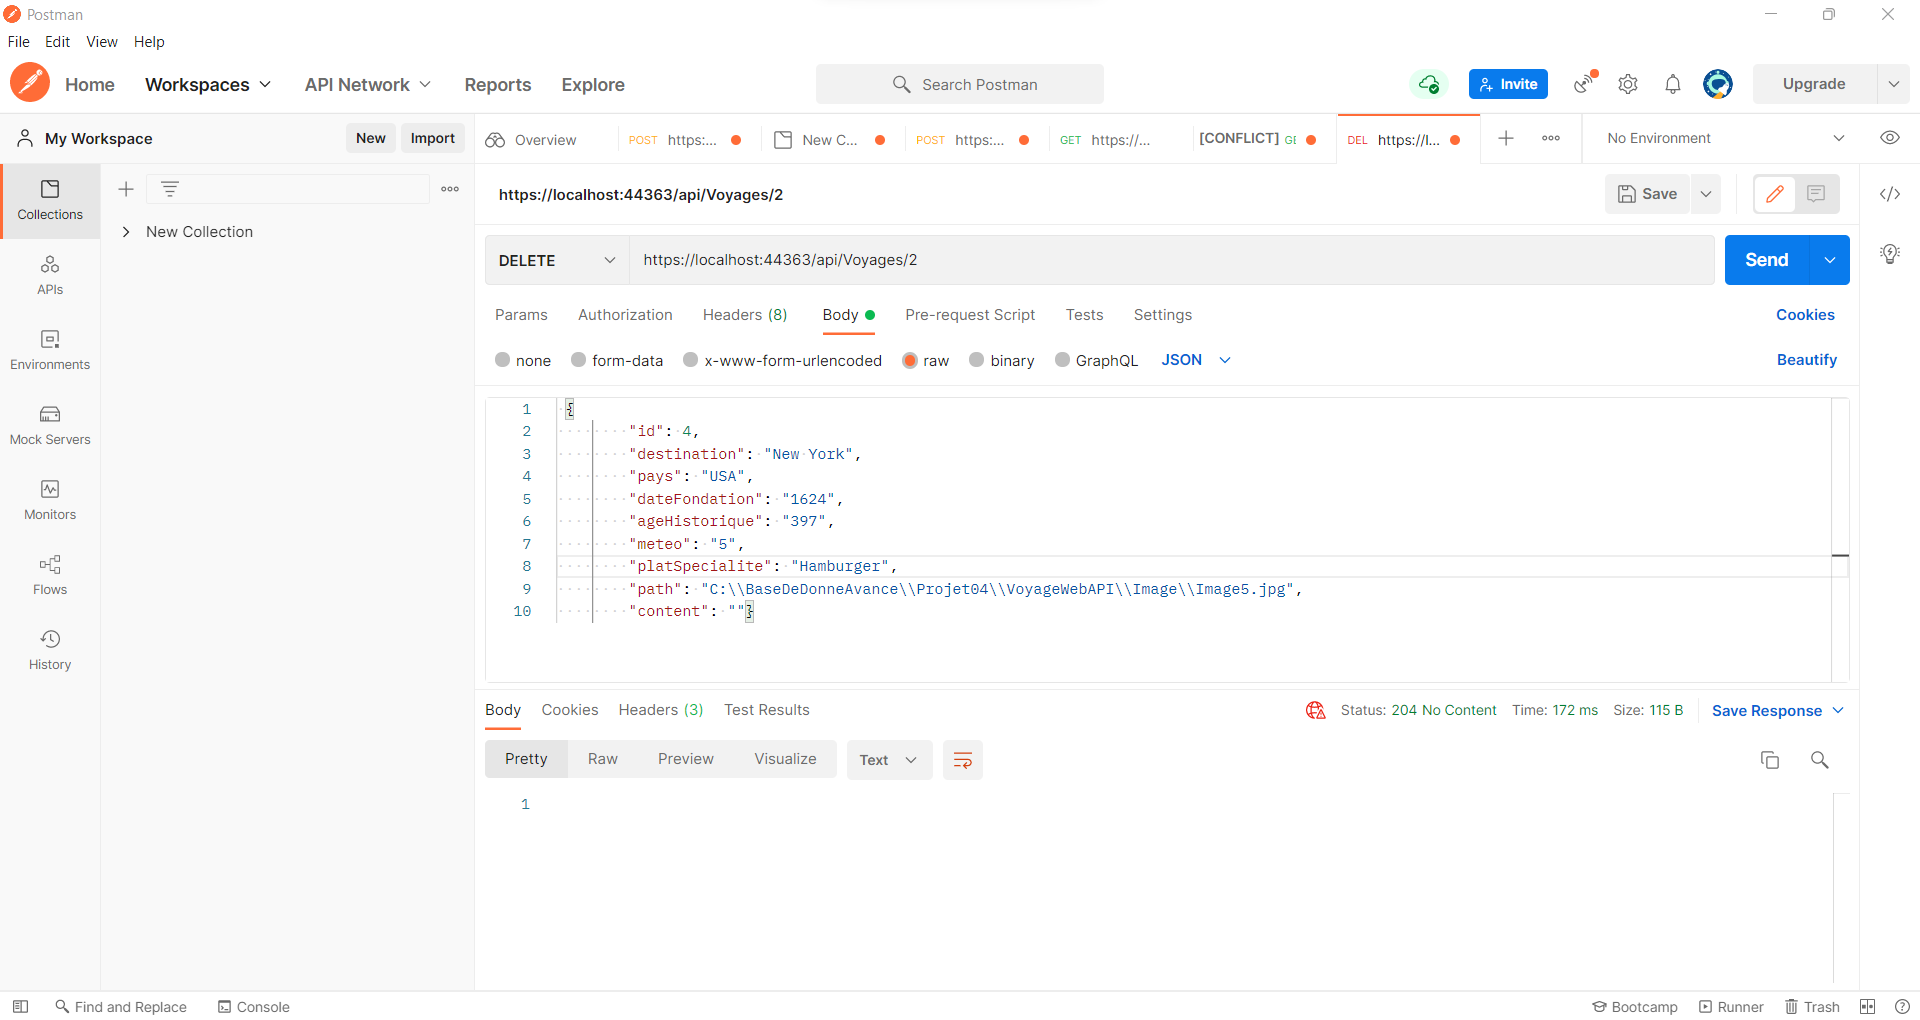 Postman
File Edit View Help
Home Workspaces API Network Reports Explore Search Postman Invite Upgrade
My Workspace New Import Overview POST https:... New C... POST https:... GET https://... [CONFLICT] GE DEL https://l... No Environment
Collections
New Collection
APIs
Environments
Mock Servers
Monitors
Flows
History
https://localhost:44363/api/Voyages/2 Save
DELETE https://localhost:44363/api/Voyages/2 Send
Params Authorization Headers (8) Body Pre-request Script Tests Settings Cookies
none form-data x-www-form-urlencoded raw binary GraphQL JSON Beautify
1 {
2 "id": 4,
3 "destination": "New York",
4 "pays": "USA",
5 "dateFondation": "1624",
6 "ageHistorique": "397",
7 "meteo": "5",
8 "platSpecialite": "Hamburger",
9 "path": "C:\\BaseDeDonneAvance\\Projet04\\VoyageWebAPI\\Image\\Image5.jpg",
10 "content": ""}
Body Cookies Headers (3) Test Results Status: 204 No Content Time: 172 ms Size: 115 B Save Response
Pretty Raw Preview Visualize Text
1
Find and Replace Console Bootcamp Runner Trash